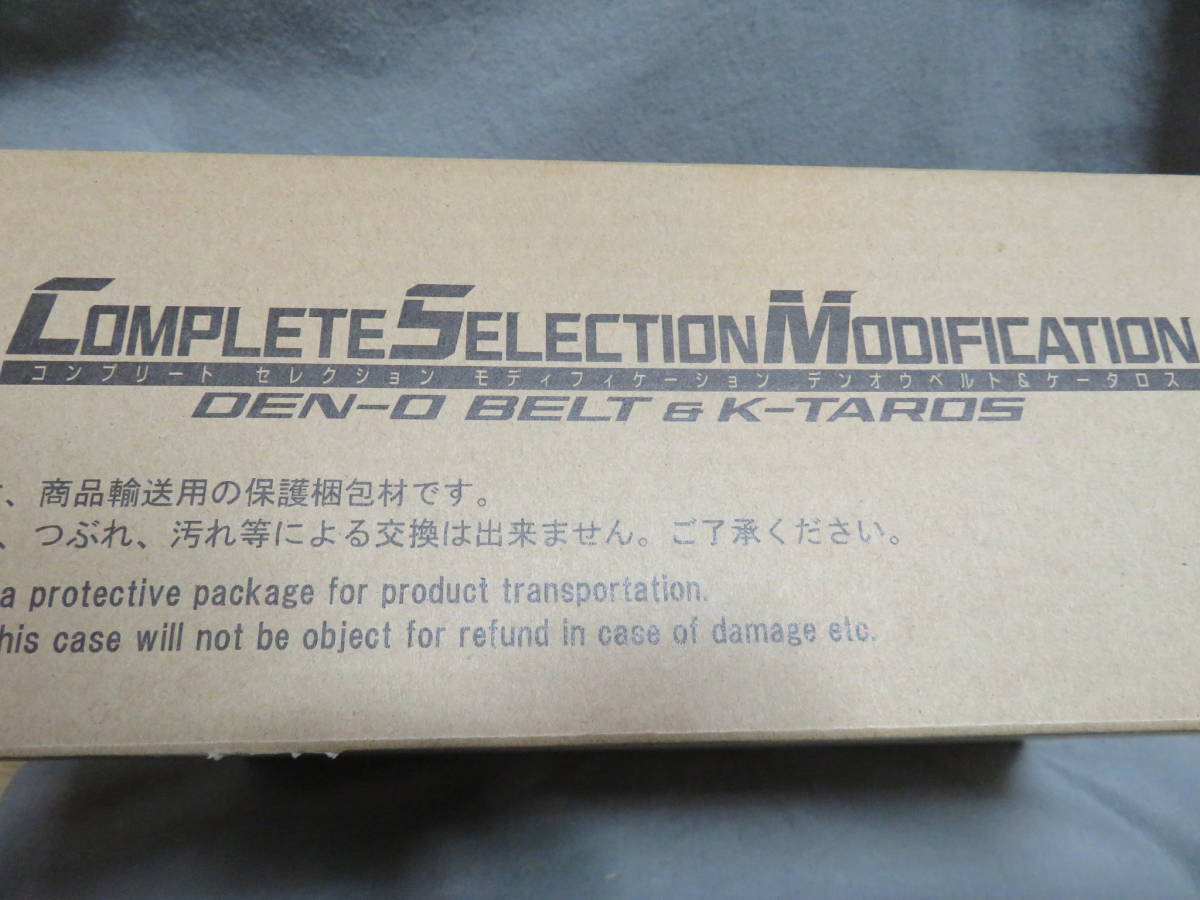 COMPLETE SELECTION MODIFICATION
コンプリート セレクション モディフィケーション デンオウベルト&ケータロス
DEN-O BELT & K-TAROS
、商品輸送用の保護梱包材です。
、つぶれ、汚れ等による交換は出来ません。ご了承ください。
a protective package for product transportation.
his case will not be object for refund in case of damage etc.